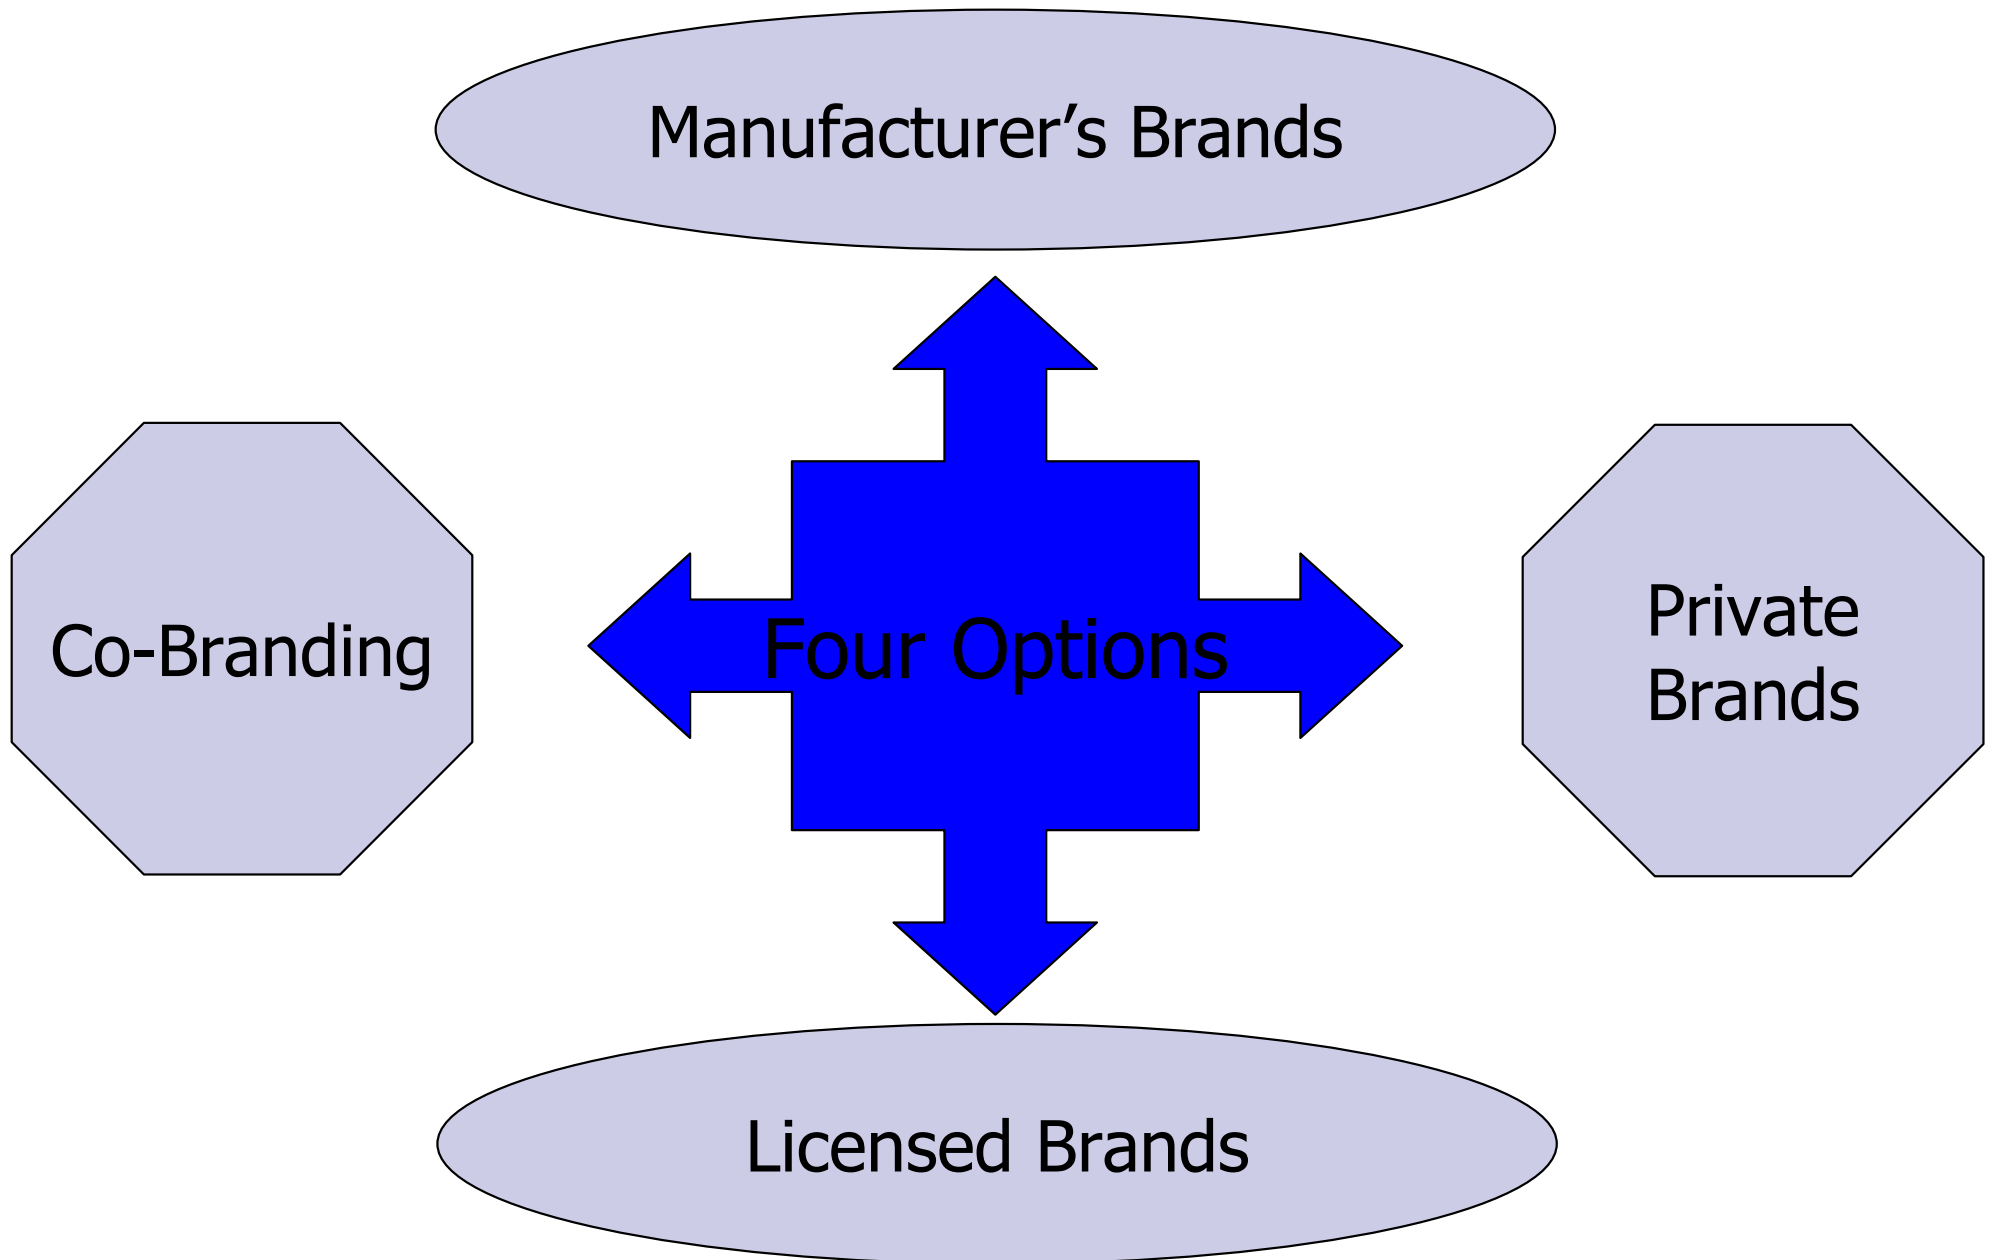 Manufacturer’s Brands
Co-Branding
Four Options
Private
Brands
Licensed Brands